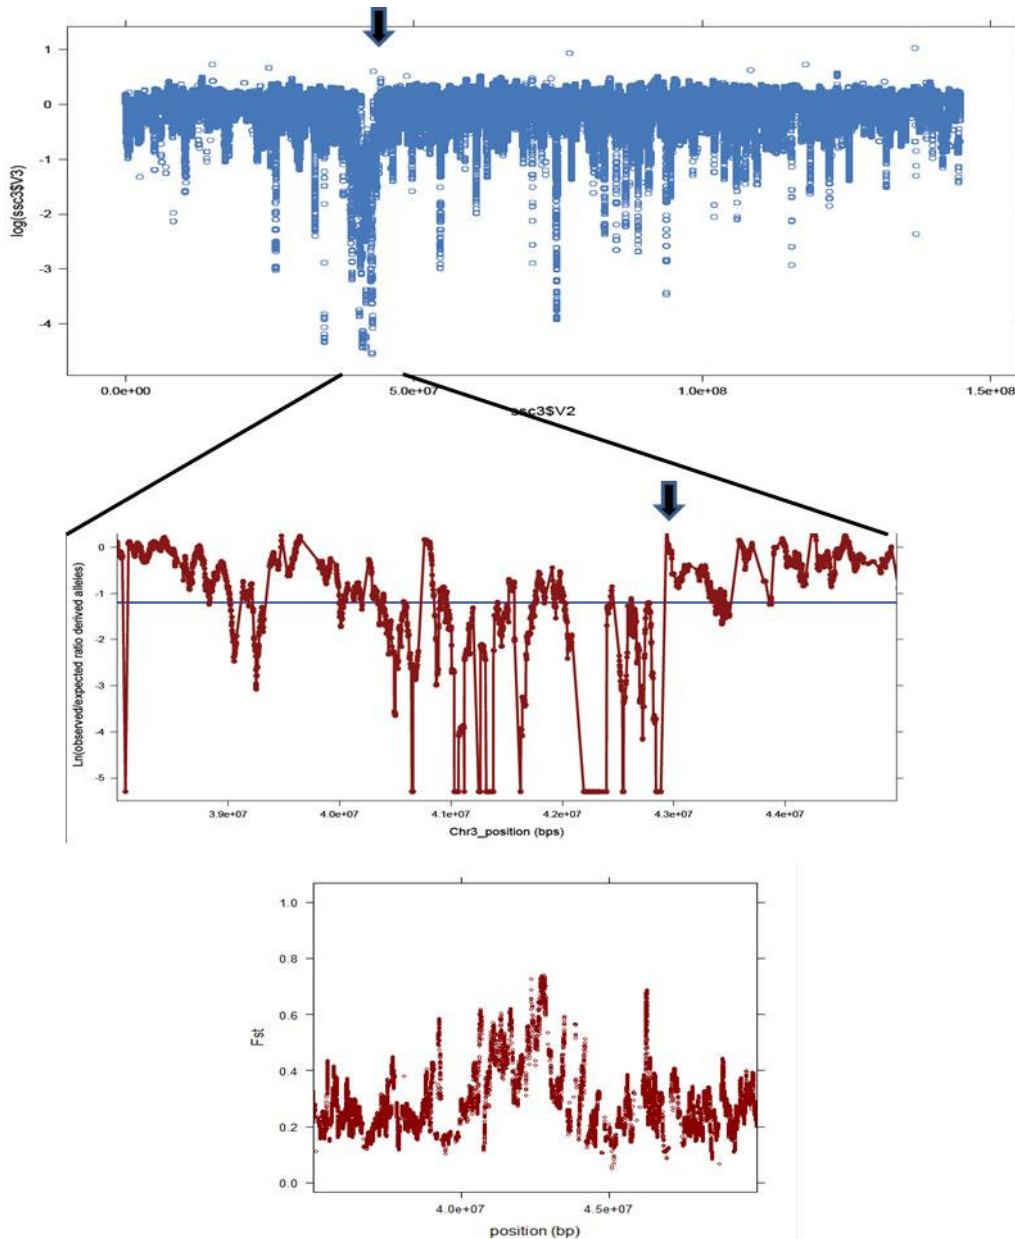 1
0
-1
-2
-3
-4
log(ssc3$V3)
0.0e+00 5.0e+07 1.0e+08 1.5e+08
ssc3$V2
0
-1
-2
-3
-4
-5
Ln(observed/expected ratio derived alleles)
3.9e+07 4.0e+07 4.1e+07 4.2e+07 4.3e+07 4.4e+07
Chr3_position (bps)
1.0
0.8
0.6
0.4
0.2
0.0
Fst
4.0e+07 4.5e+07
position (bp)